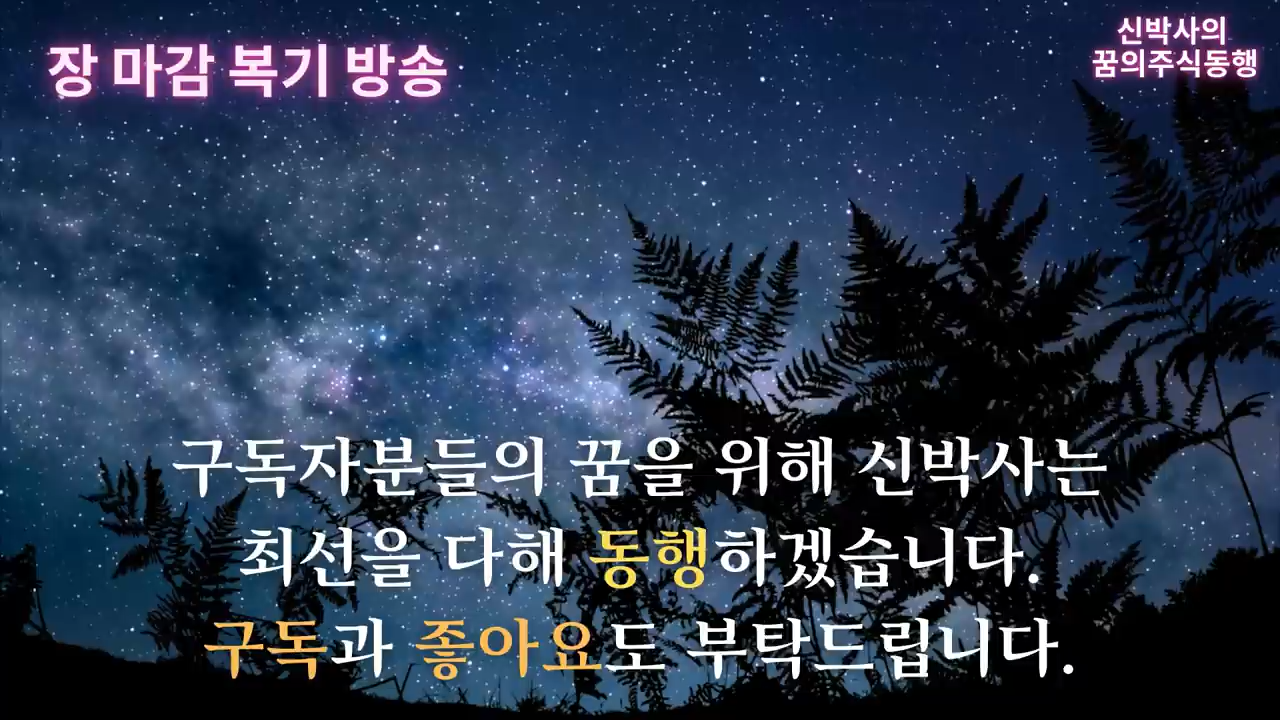 장 마감 복기 방송
신박사의
꿈의주식동행
구독자분들의 꿈을 위해 신박사는
최선을 다해 동행하겠습니다.
구독과 좋아요도 부탁드립니다.